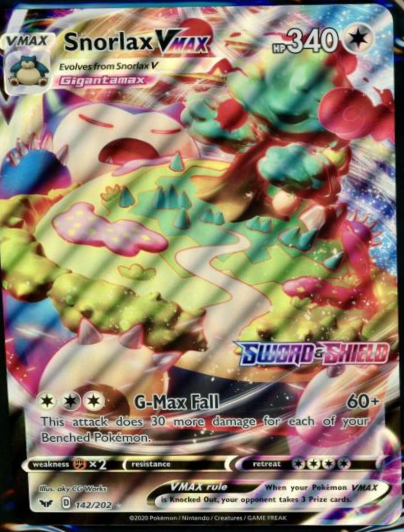 VMAX
Snorlax VMAX
HP 340
Evolves from Snorlax V
Gigantamax
SWORD & SHIELD
G-Max Fall 60+
This attack does 30 more damage for each of your
Benched Pokémon.
weakness ×2 resistance retreat
Illus. aky CG Works
D 142/202
VMAX rule When your Pokémon VMAX
is Knocked Out, your opponent takes 3 Prize cards.
©2020 Pokémon / Nintendo / Creatures / GAME FREAK